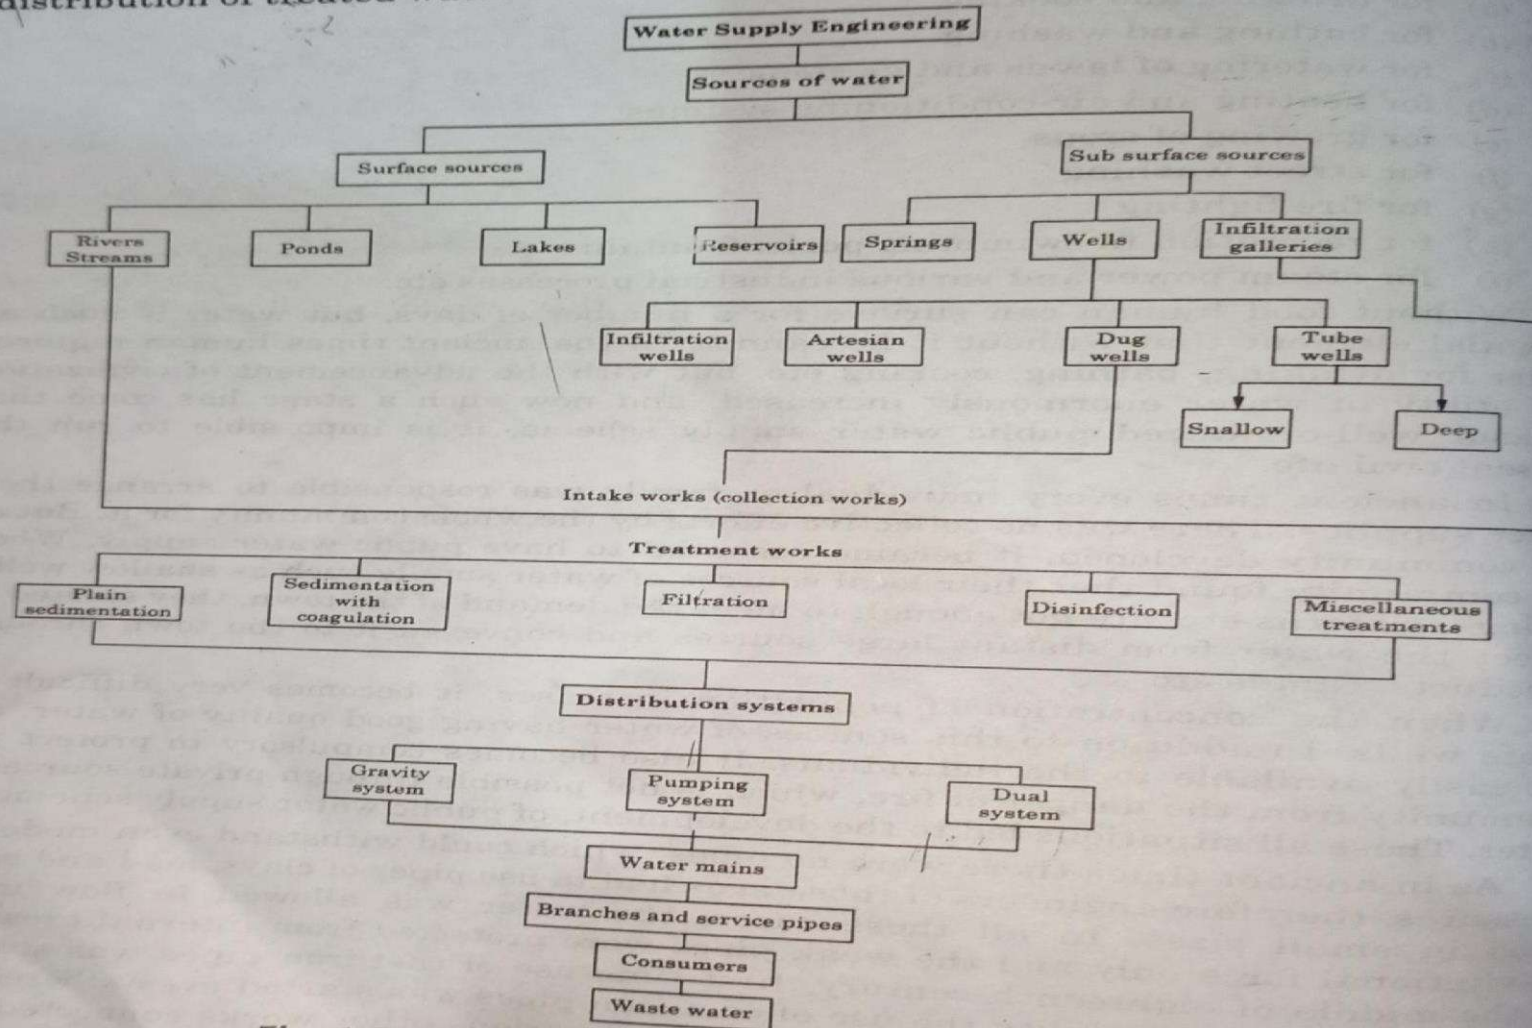 distribution of treated
Water Supply Engineering
Sources of water
Surface sources
Sub surface sources
Rivers
Streams
Ponds
Lakes
Reservoirs
Springs
Wells
Infiltration
galleries
Infiltration
wells
Artesian
wells
Dug
wells
Tube
wells
Snallow
Deep
Intake works (collection works)
Treatment works
Plain
sedimentation
Sedimentation
with
coagulation
Filtration
Disinfection
Miscellaneous
treatments
Distribution systems
Gravity
system
Pumping
system
Dual
system
Water mains
Branches and service pipes
Consumers
Waste water